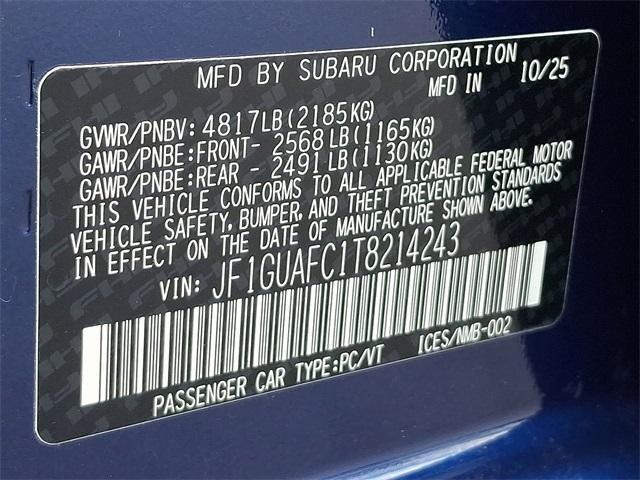 MFD BY SUBARU CORPORATION
MFD IN 10/25
GVWR/PNBV: 4817LB(2185KG)
GAWR/PNBE:FRONT- 2568LB(1165KG)
GAWR/PNBE:REAR - 2491LB(1130KG)
THIS VEHICLE CONFORMS TO ALL APPLICABLE FEDERAL MOTOR
VEHICLE SAFETY, BUMPER, AND THEFT PREVENTION STANDARDS
IN EFFECT ON THE DATE OF MANUFACTURE SHOWN ABOVE.
VIN: JF1GUAFC1T8214243
PASSENGER CAR TYPE:PC/VT ICES/NMB-002